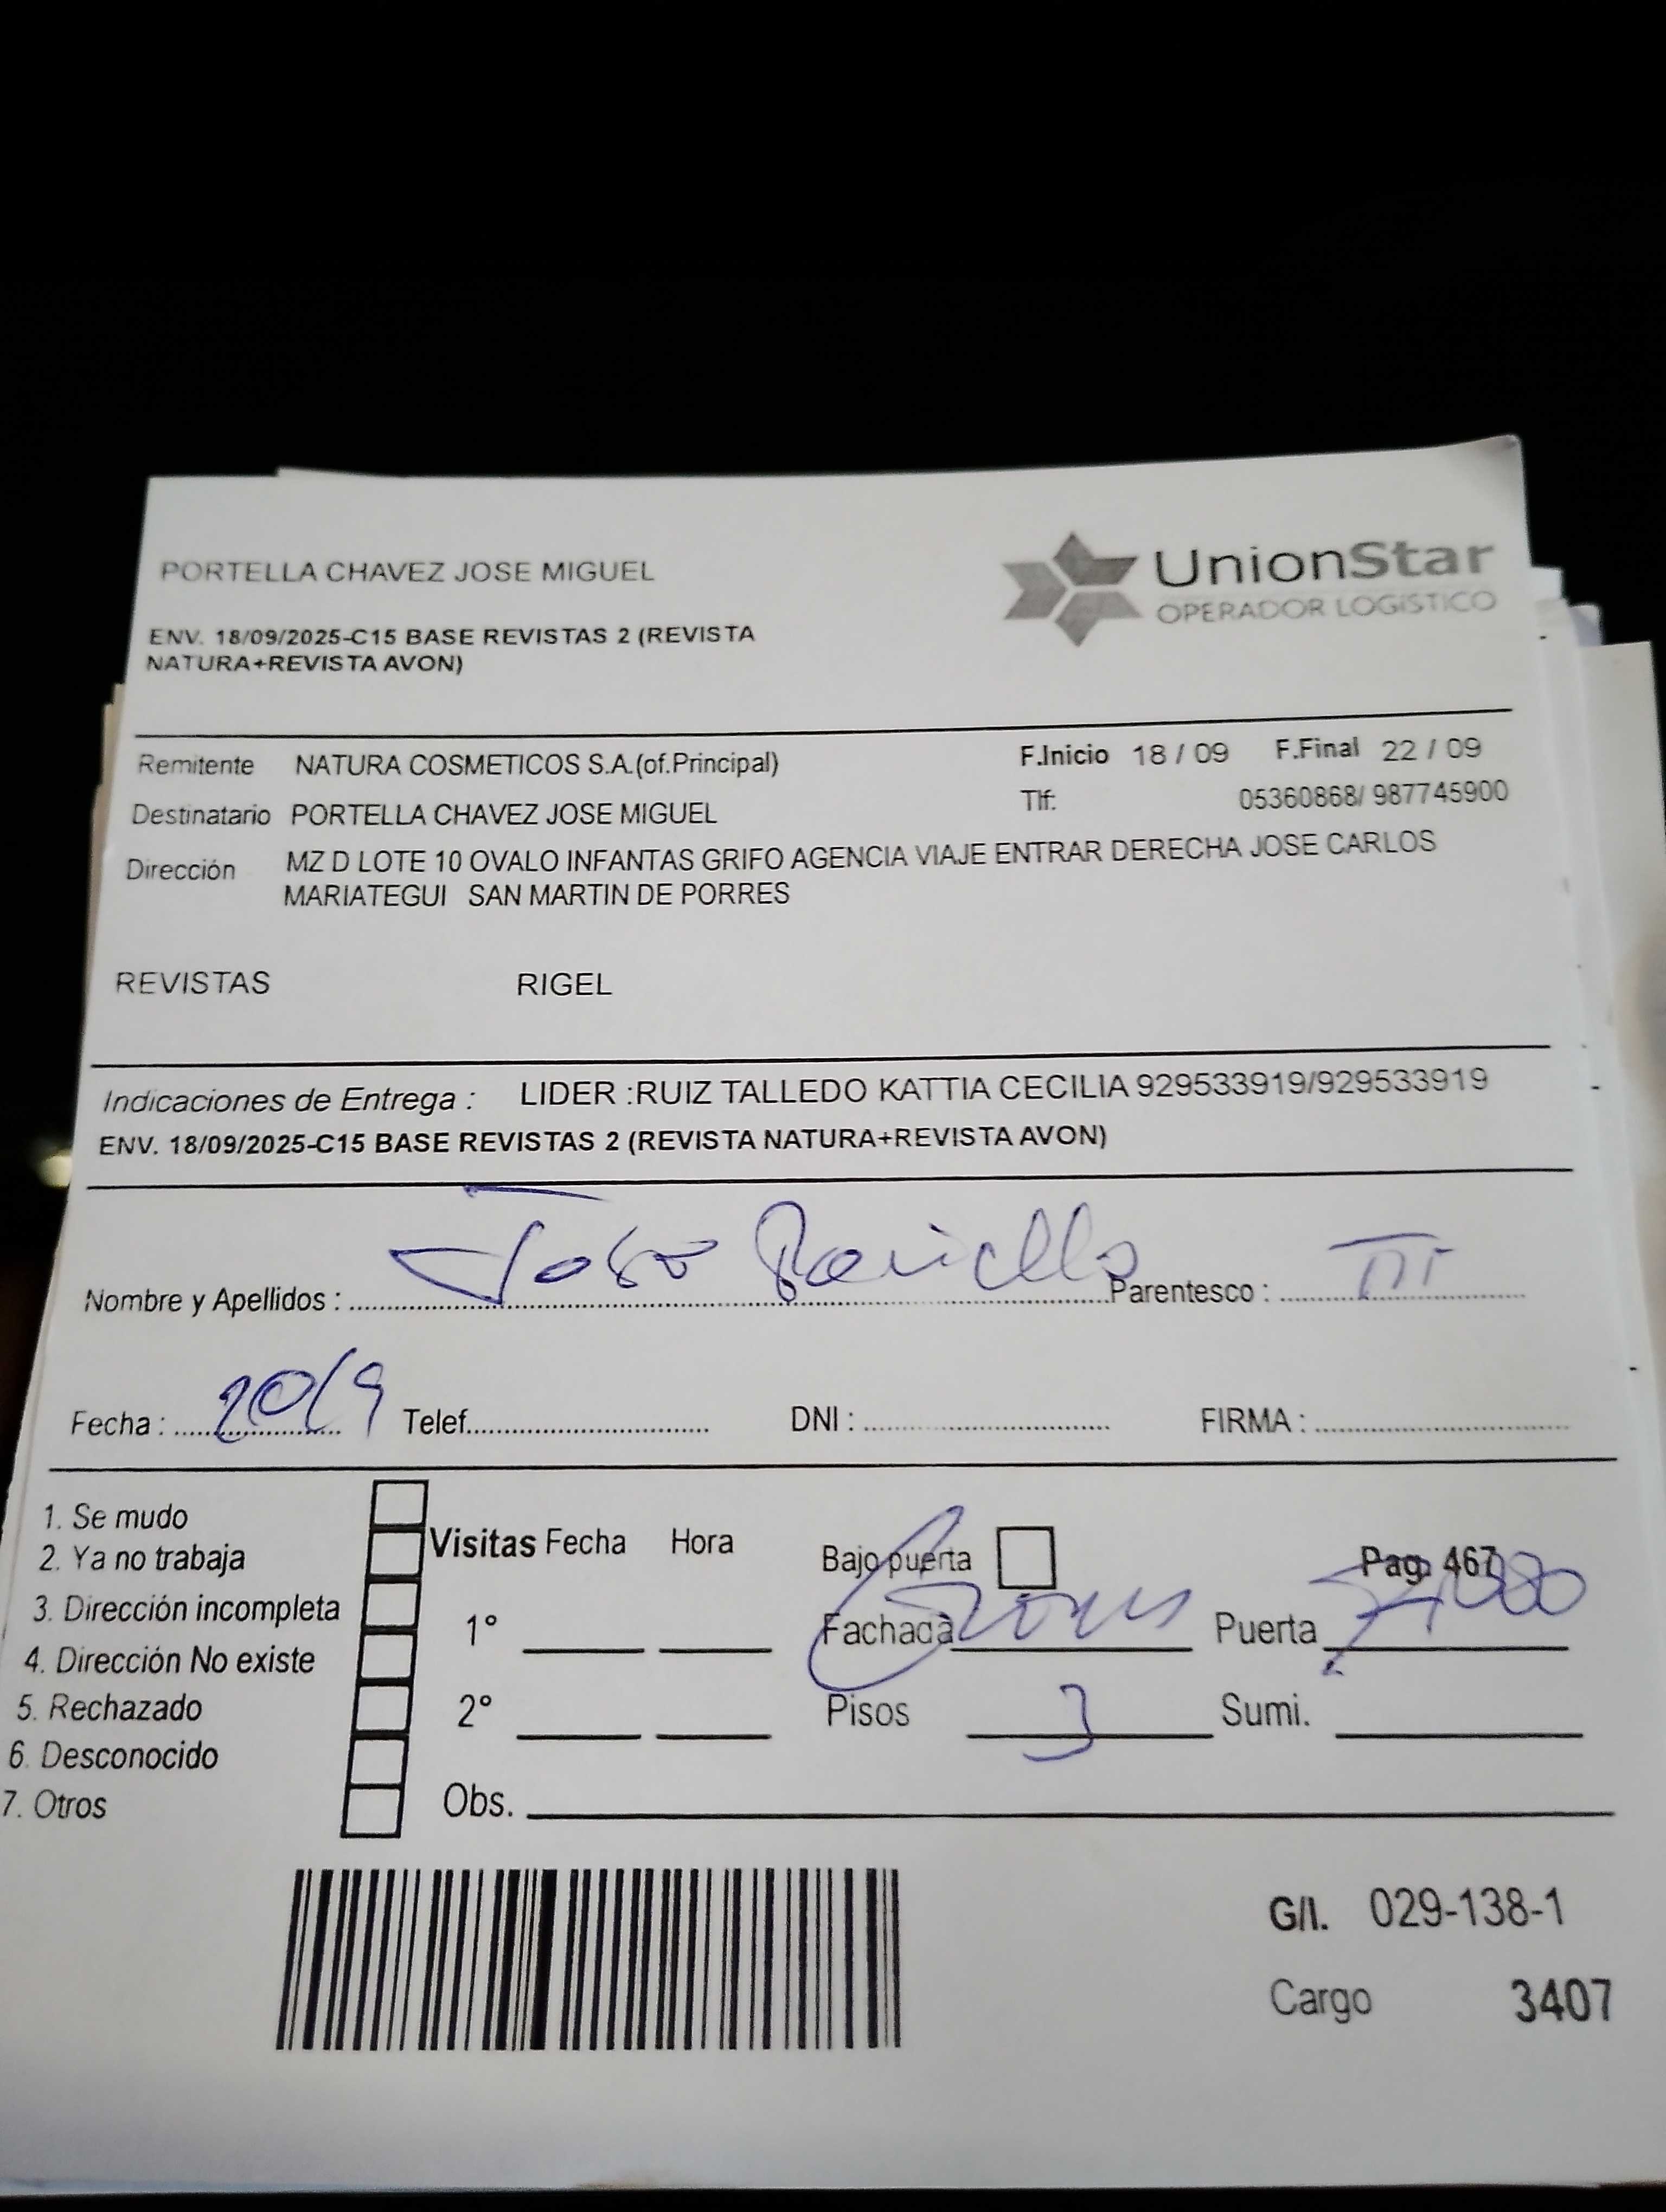 PORTELLA CHAVEZ JOSE MIGUEL
UnionStar
OPERADOR LOGíSTICO
ENV. 18/09/2025-C15 BASE REVISTAS 2 (REVISTA
NATURA+REVISTA AVON)
Remitente NATURA COSMETICOS S.A.(of.Principal) F.Inicio 18 / 09 F.Final 22 / 09
Destinatario PORTELLA CHAVEZ JOSE MIGUEL Tlf: 05360868/ 987745900
Dirección MZ D LOTE 10 OVALO INFANTAS GRIFO AGENCIA VIAJE ENTRAR DERECHA JOSE CARLOS
MARIATEGUI SAN MARTIN DE PORRES
REVISTAS RIGEL
Indicaciones de Entrega : LIDER :RUIZ TALLEDO KATTIA CECILIA 929533919/929533919
ENV. 18/09/2025-C15 BASE REVISTAS 2 (REVISTA NATURA+REVISTA AVON)
Nombre y Apellidos : Parentesco :
Fecha : 20/9 Telef. DNI : FIRMA :
1. Se mudo
2. Ya no trabaja
3. Dirección incompleta
4. Dirección No existe
5. Rechazado
6. Desconocido
7. Otros
Visitas Fecha Hora
1°
2°
Obs.
Bajo puerta Pag. 467
Fachada Puerta
Pisos 3 Sumi.
G/I. 029-138-1
Cargo 3407